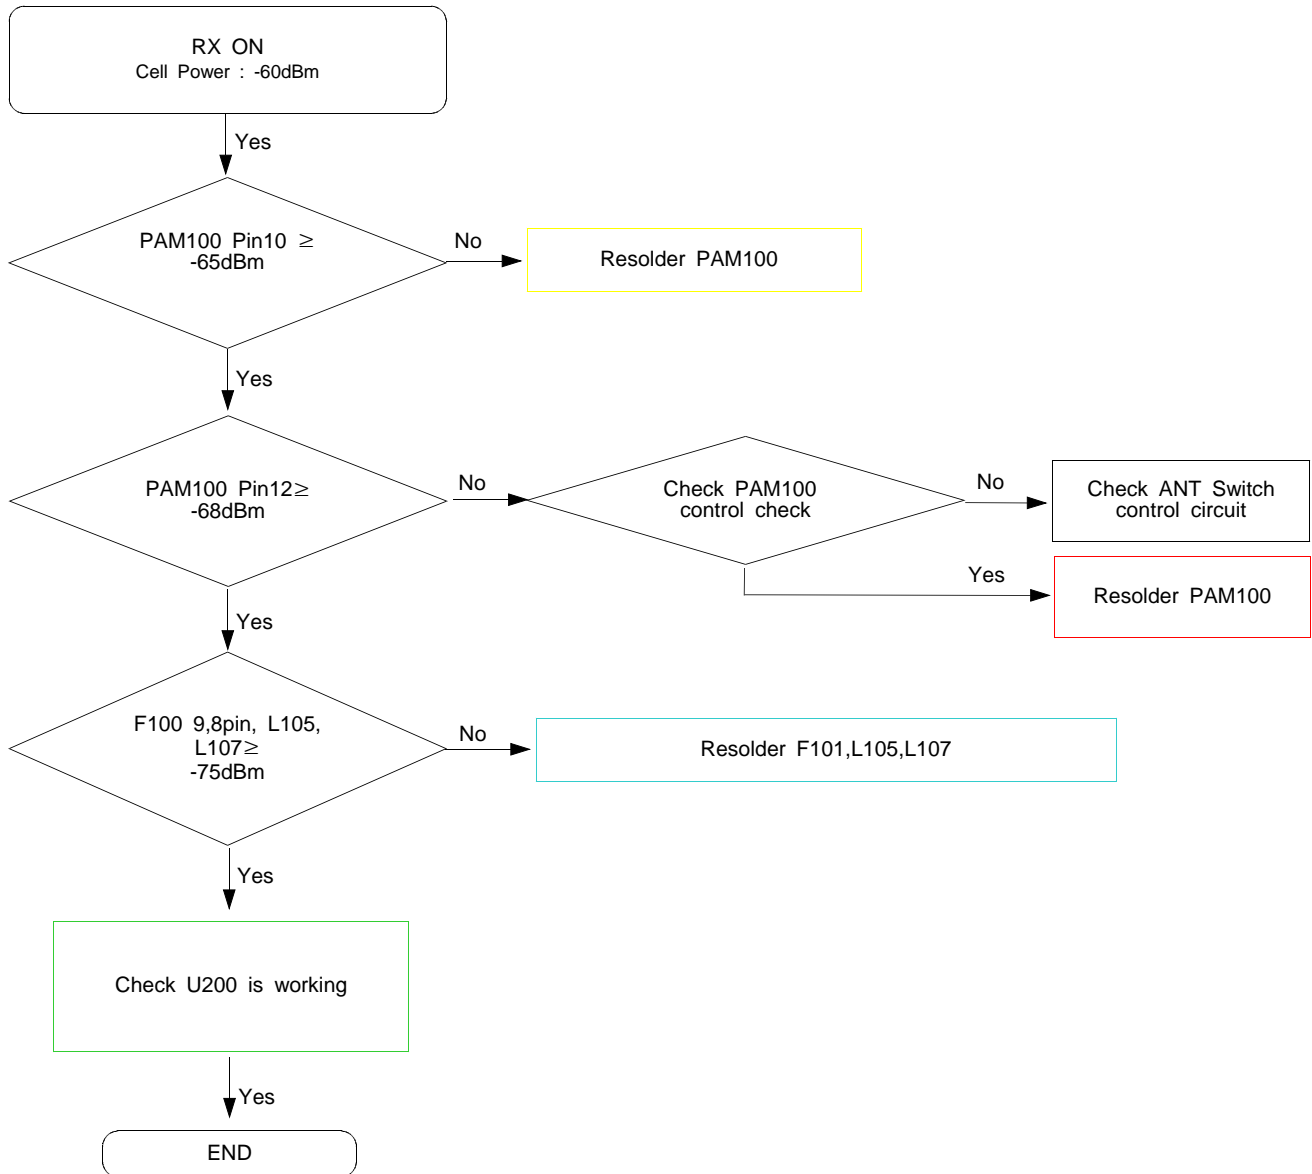 RX ON
Cell Power : -60dBm
Yes
PAM100 Pin10 ≥
-65dBm
No
Resolder PAM100
Yes
PAM100 Pin12≥
-68dBm
No
Check PAM100
control check
No
Check ANT Switch
control circuit
Yes
Resolder PAM100
Yes
F100 9,8pin, L105,
L107≥
-75dBm
No
Resolder F101,L105,L107
Yes
Check U200 is working
Yes
END